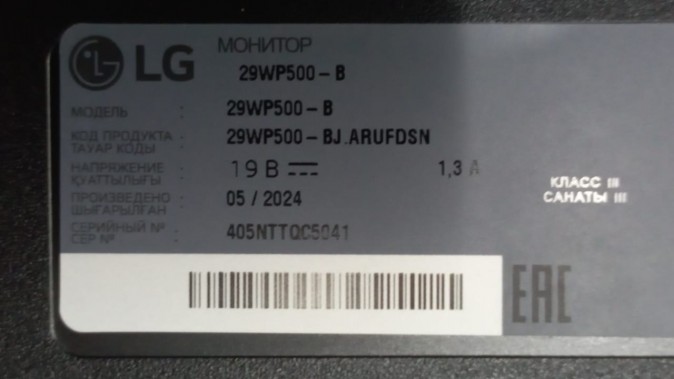 LG
МОНИТОР
29WP500-B
МОДЕЛЬ : 29WP500-B
КОД ПРОДУКТА : 29WP500-BJ.ARUFDSN
ТАУАР КОДЫ
НАПРЯЖЕНИЕ : 19 В 1,3 А
ҚУАТТЫЛЫҒЫ
ПРОИЗВЕДЕНО : 05/2024
ШЫҒАРЫЛҒАН
СЕРИЙНЫЙ № : 405NTTQC5041
СЕР №
КЛАСС III
САНАТЫ III
EAC